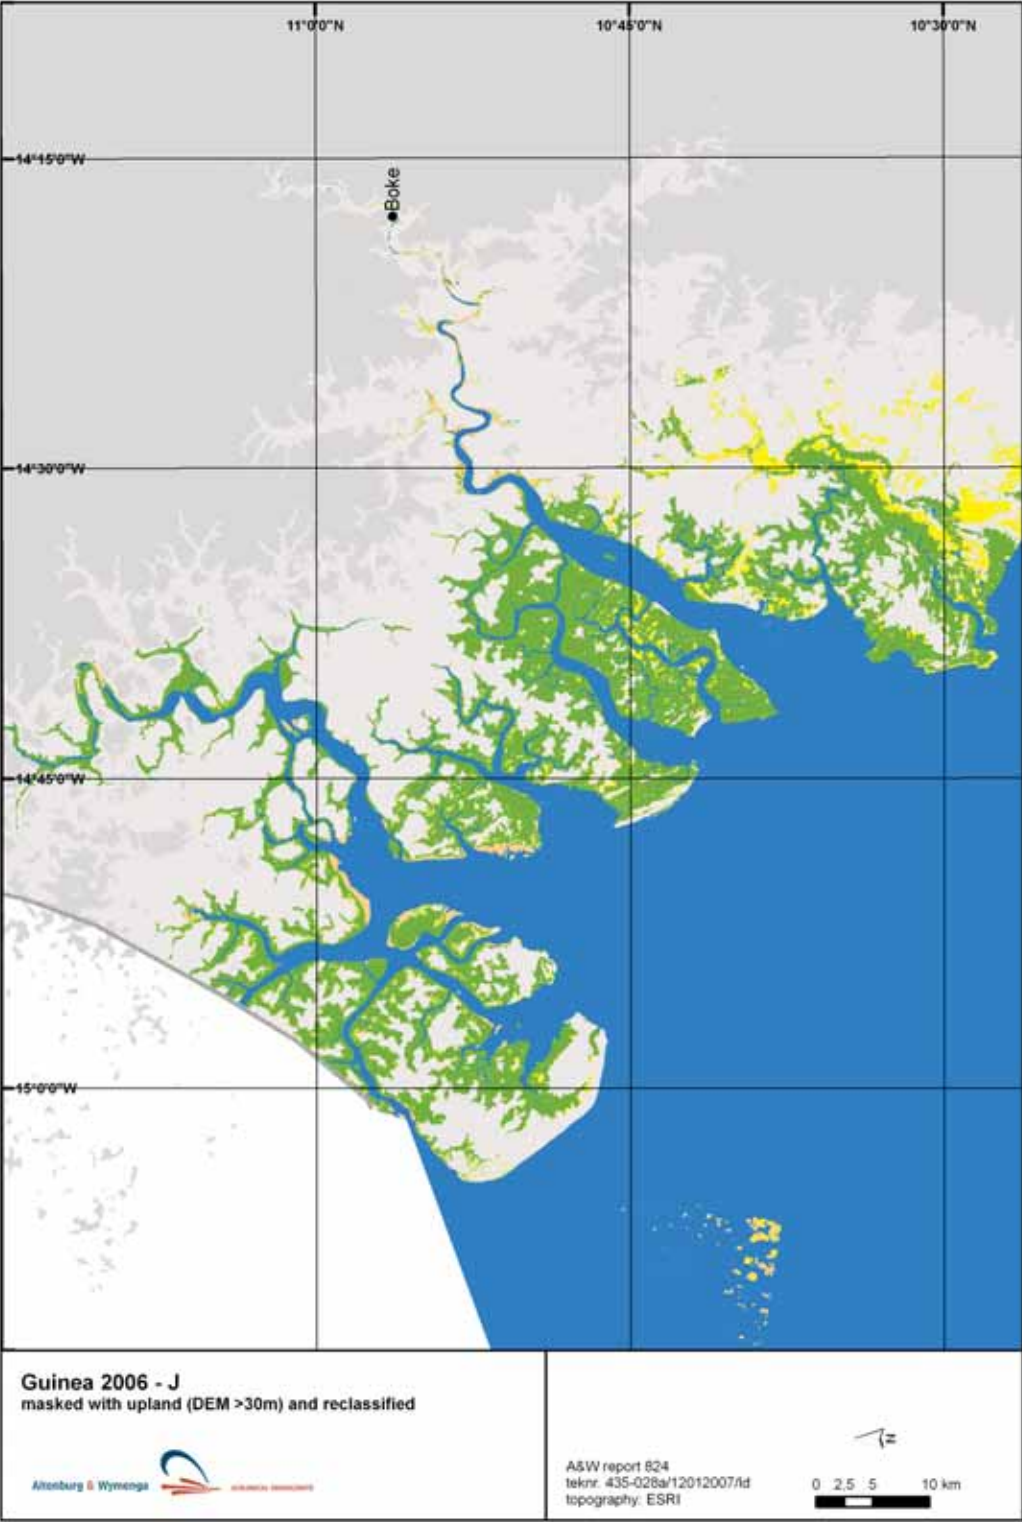 11°0'0"N
10°45'0"N
10°30'0"N
14°15'0"W
Boke
14°30'0"W
14°45'0"W
15°0'0"W
Guinea 2006 - J
masked with upland (DEM >30m) and reclassified
Altenburg & Wymenga
N
A&W report 824
teknr. 435-028a/12012007/ld
topography: ESRI
0 2,5 5 10 km